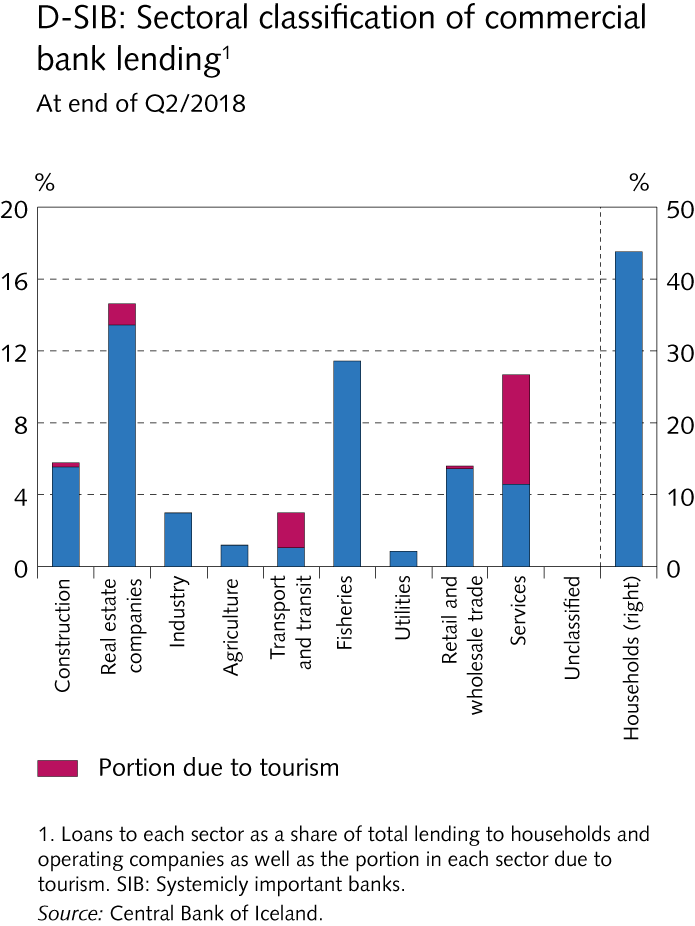 D-SIB: Sectoral classification of commercial
bank lending¹
At end of Q2/2018
% %
20 50
16 40
12 30
8 20
4 10
0 0
Construction
Real estate
companies
Industry
Agriculture
Transport
and transit
Fisheries
Utilities
Retail and
wholesale trade
Services
Unclassified
Households (right)
Portion due to tourism
1. Loans to each sector as a share of total lending to households and
operating companies as well as the portion in each sector due to
tourism. SIB: Systemicly important banks.
Source: Central Bank of Iceland.